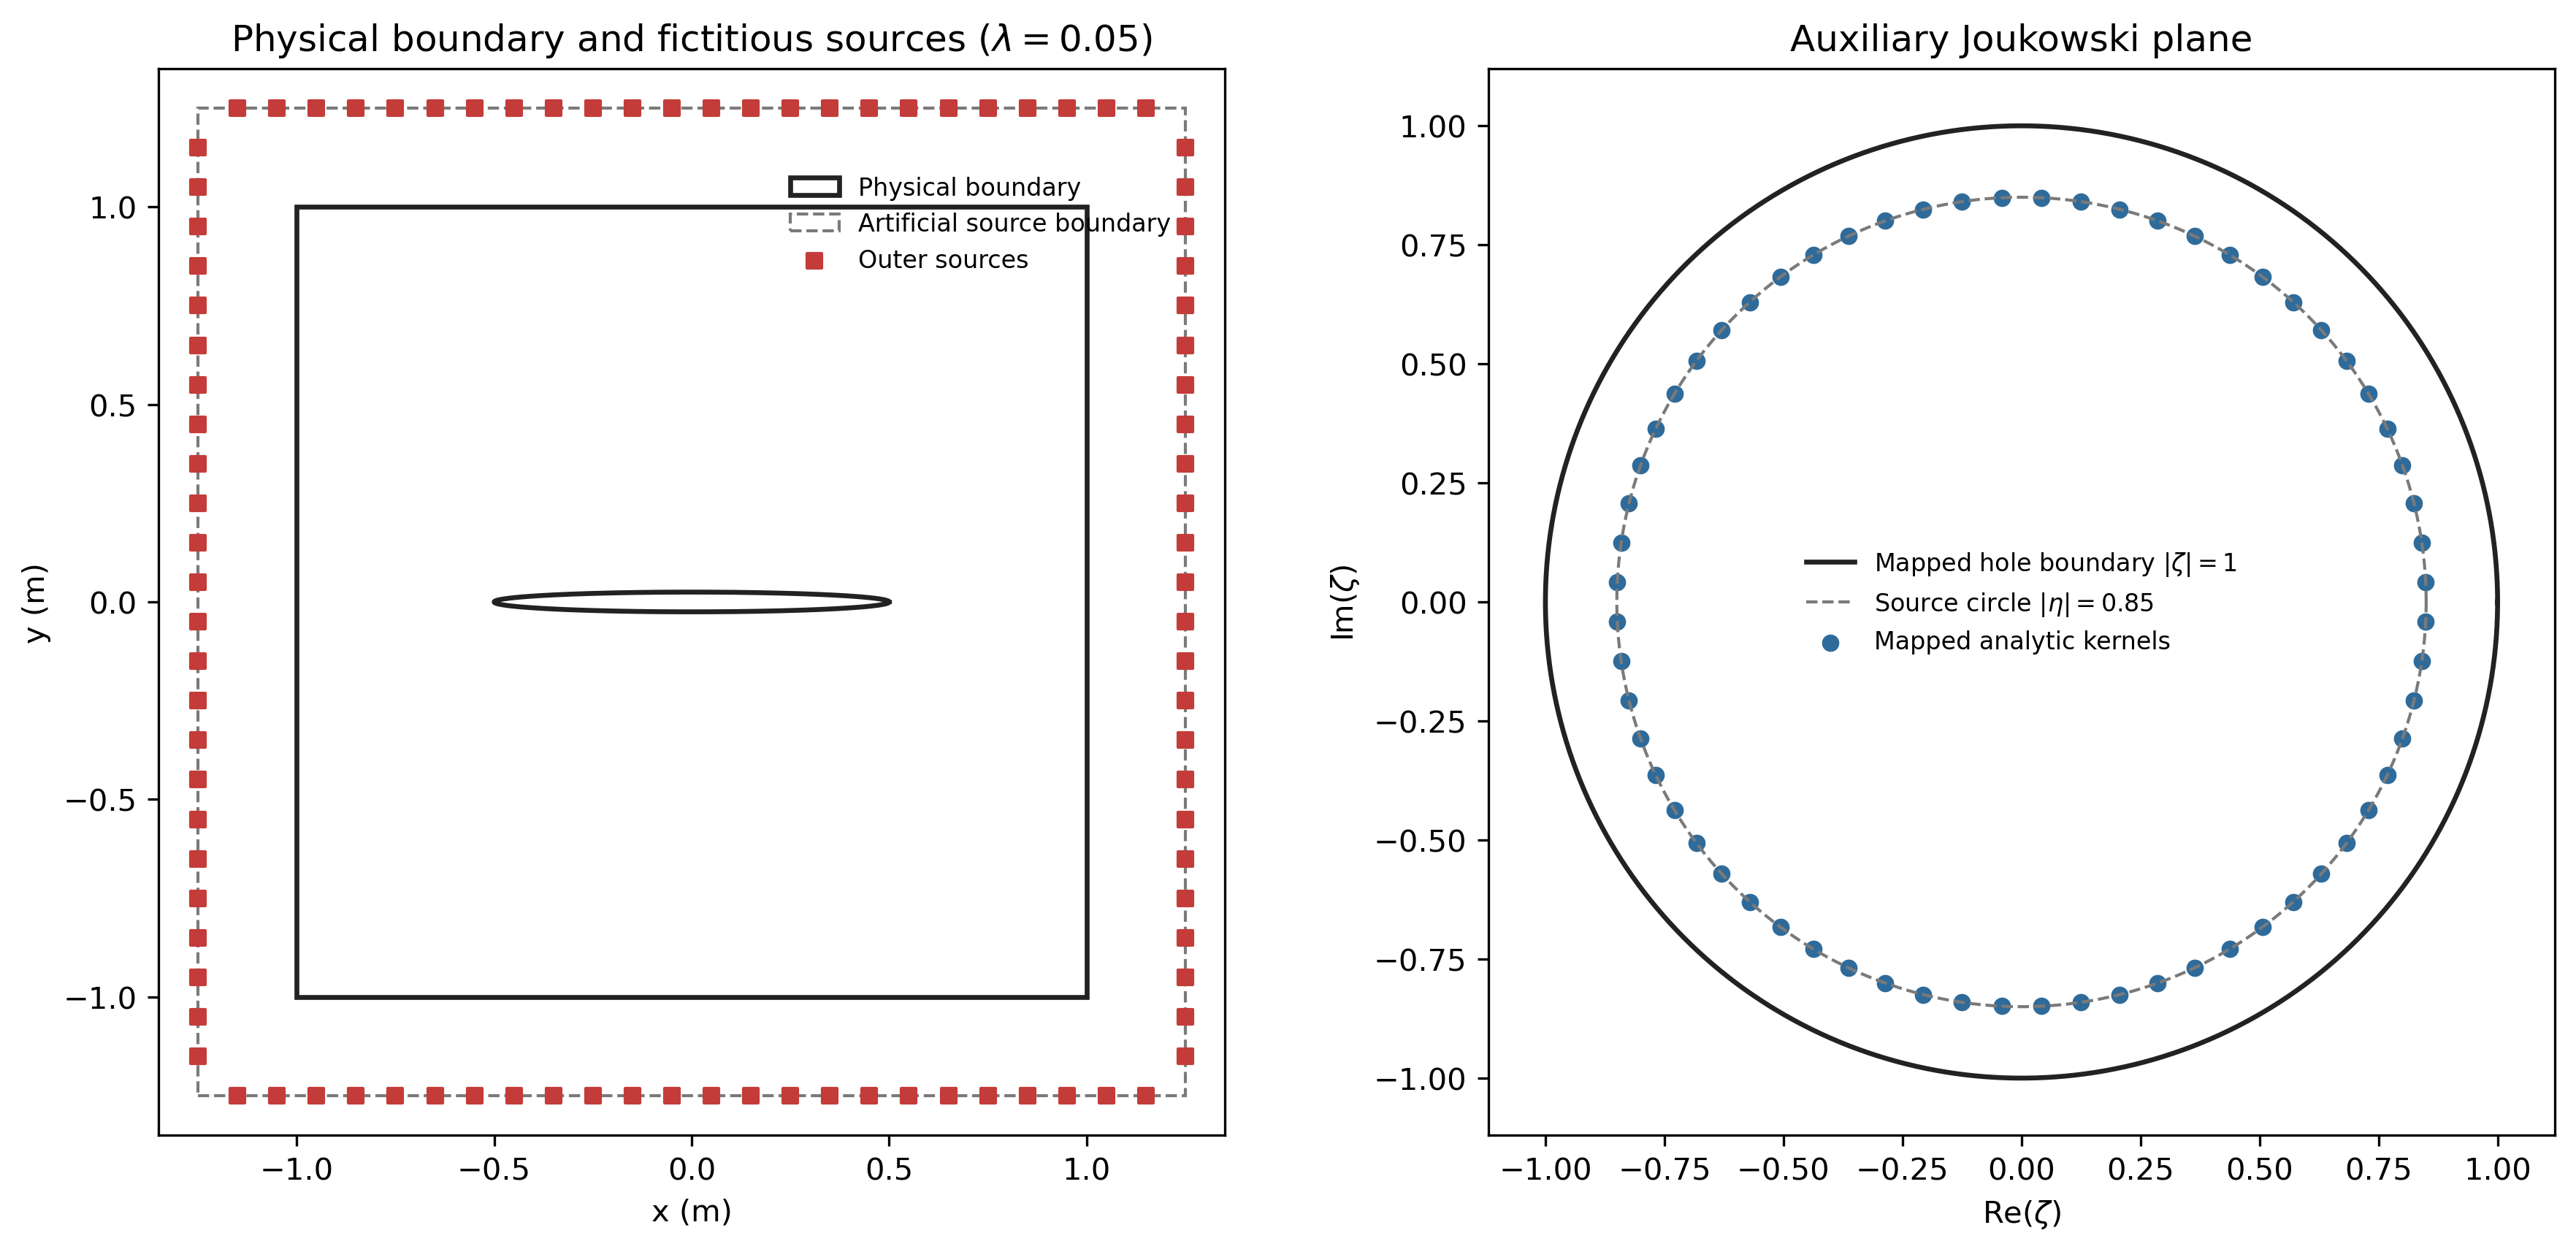 Physical boundary and fictitious sources (λ = 0.05)
Physical boundary
Artificial source boundary
Outer sources
1.0
0.5
0.0
−0.5
−1.0
y (m)
−1.0 −0.5 0.0 0.5 1.0
x (m)
Auxiliary Joukowski plane
1.00
0.75
0.50
0.25
0.00
−0.25
−0.50
−0.75
−1.00
Im(ζ)
Mapped hole boundary |ζ| = 1
Source circle |η| = 0.85
Mapped analytic kernels
−1.00 −0.75 −0.50 −0.25 0.00 0.25 0.50 0.75 1.00
Re(ζ)